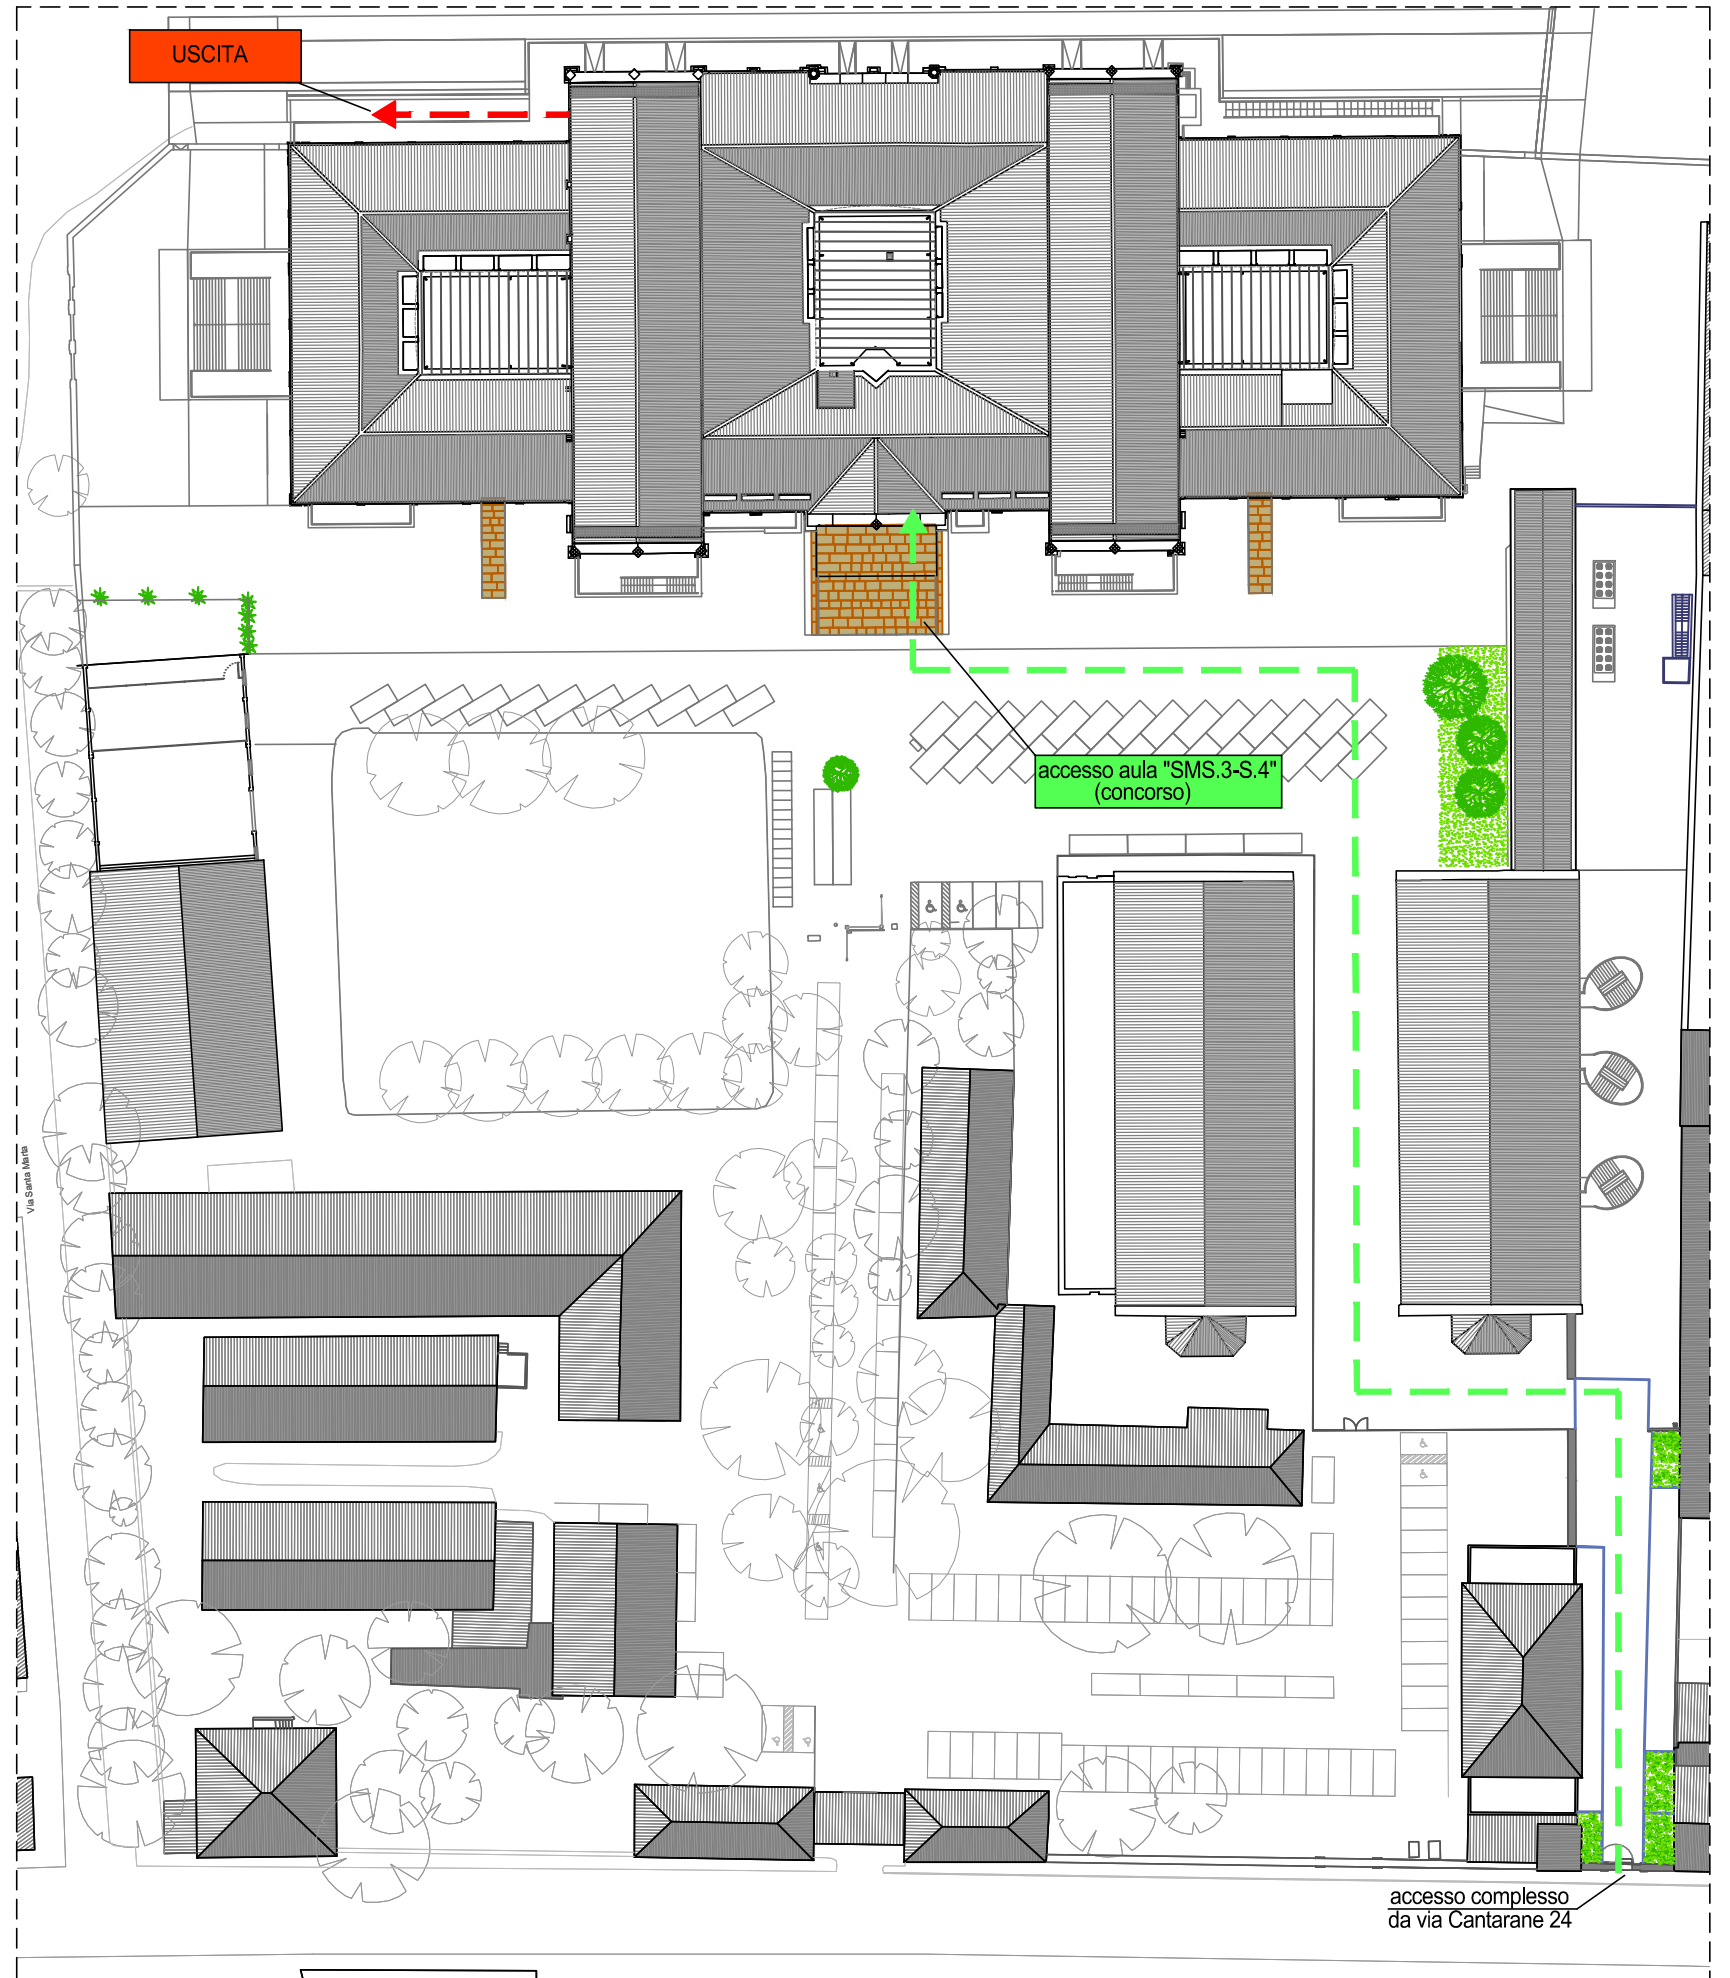 USCITA
accesso aula "SMS.3-S.4"
(concorso)
Via Santa Marta
accesso complesso
da via Cantarane 24